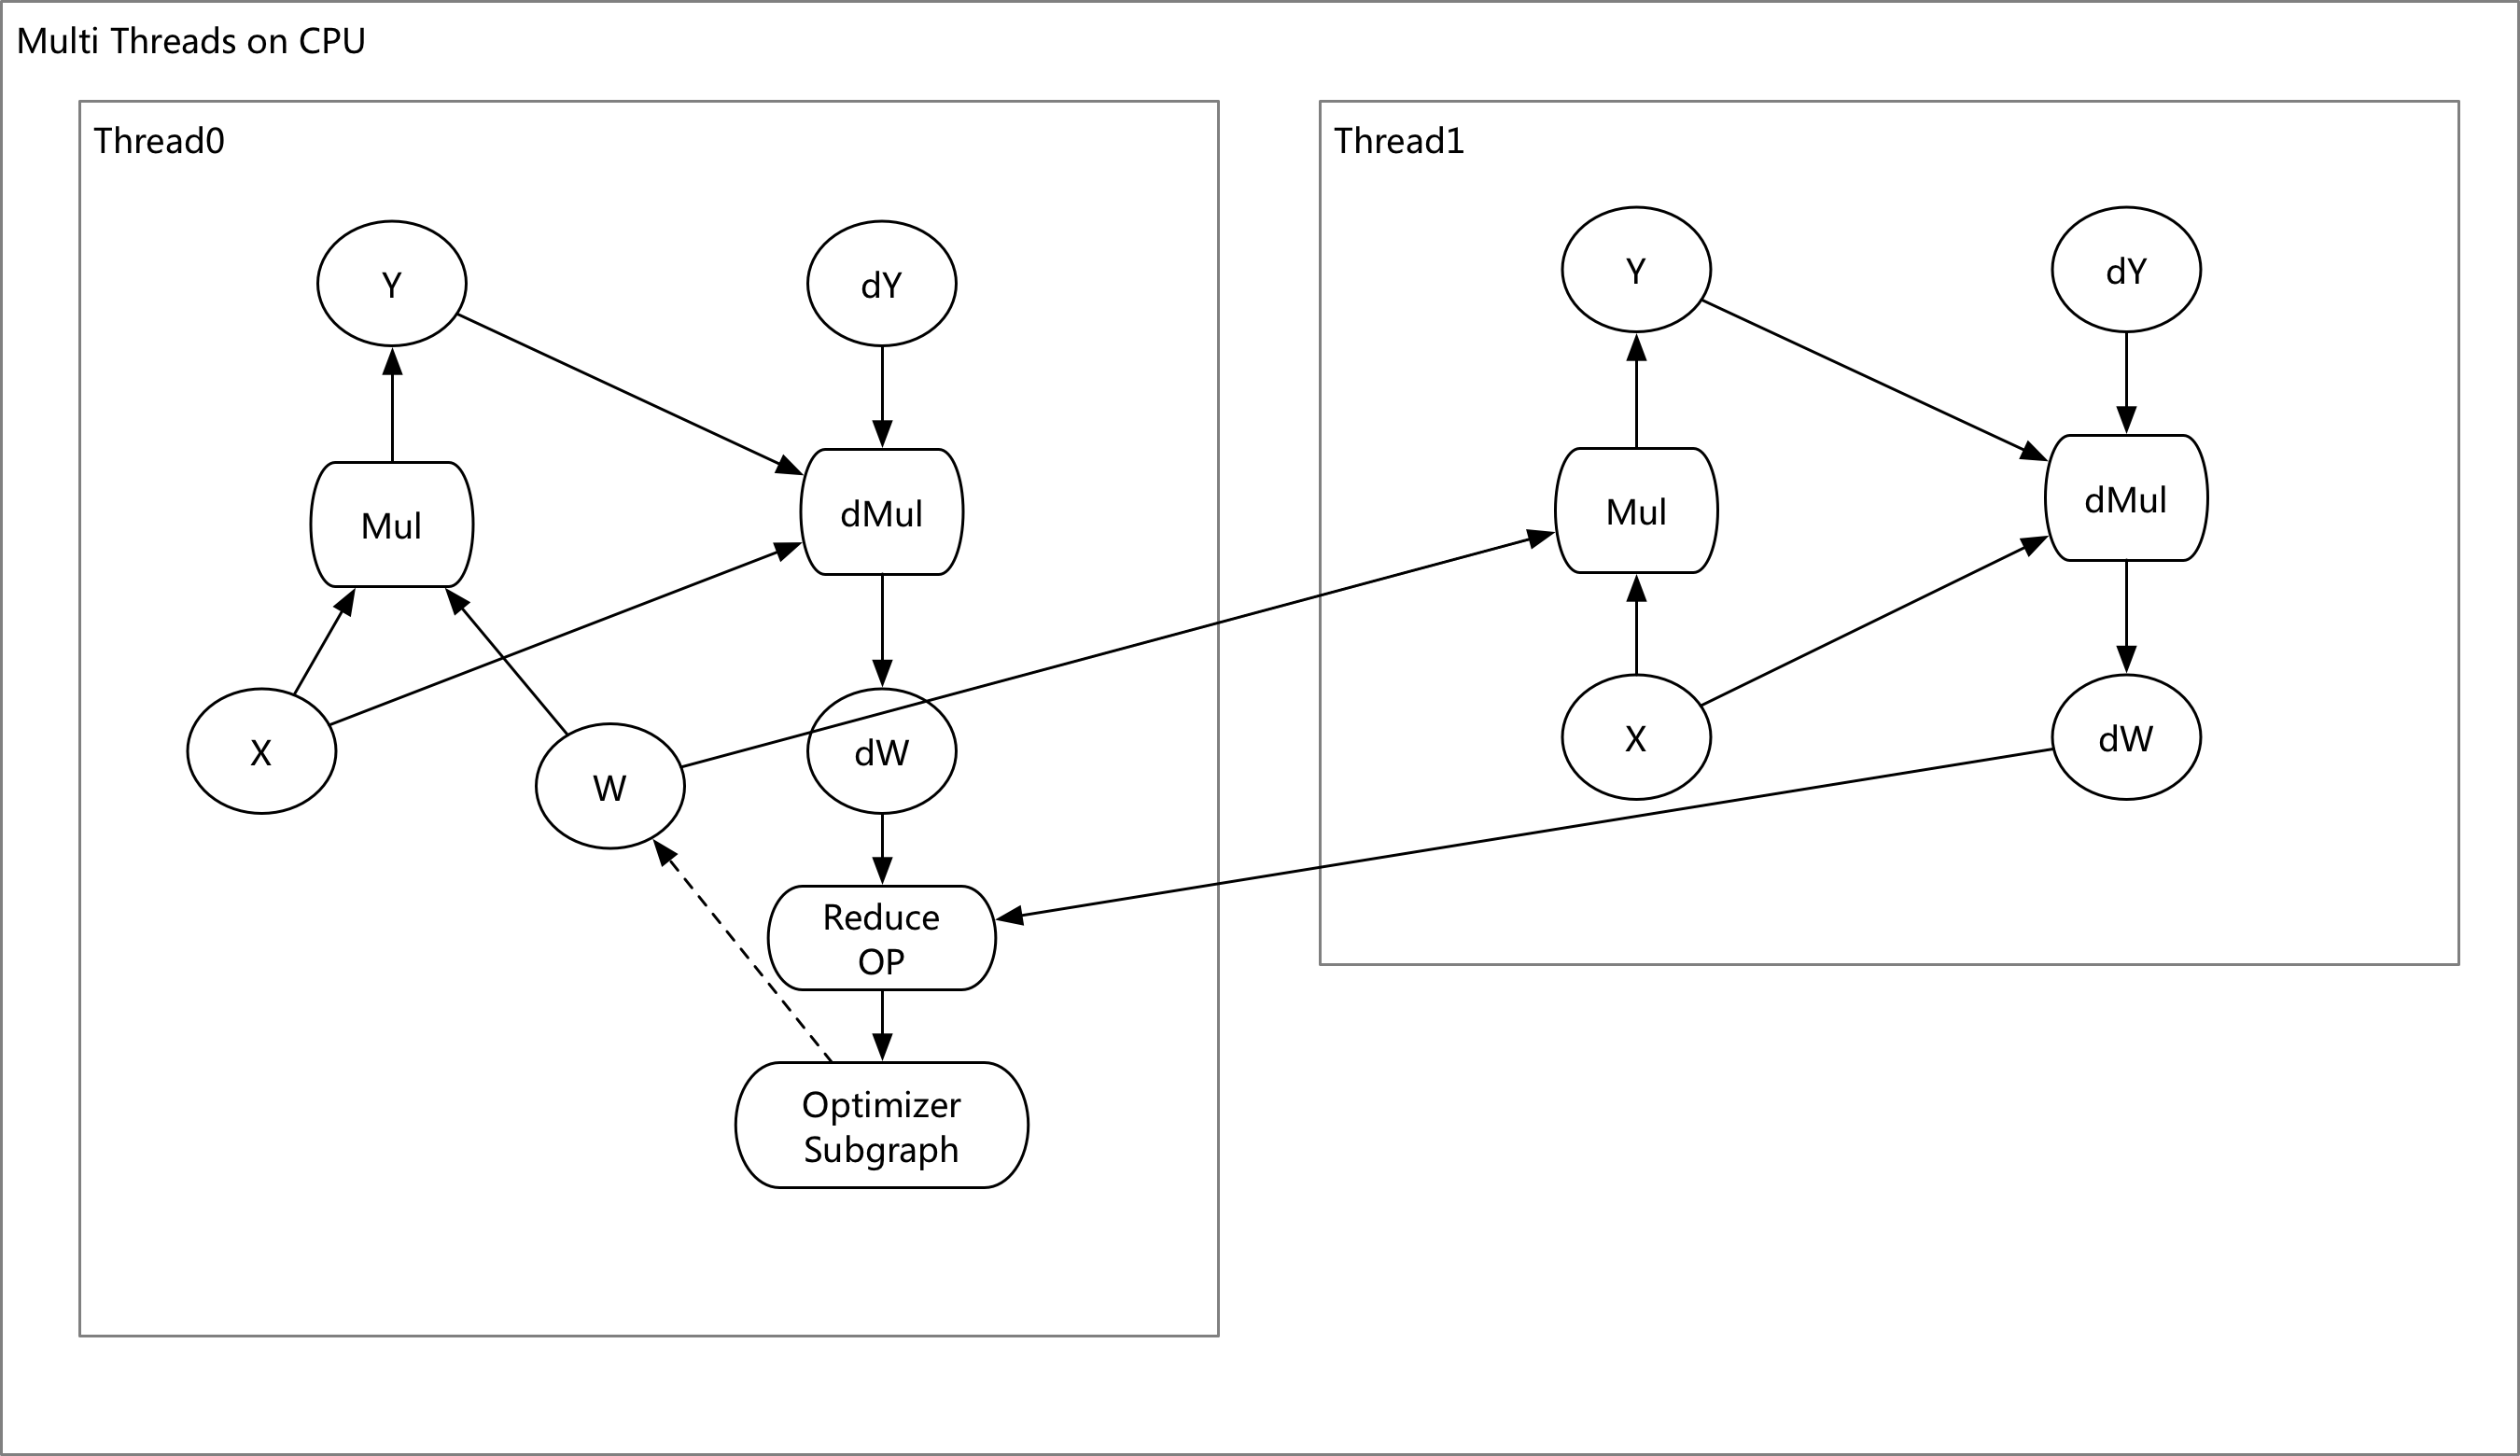 Multi Threads on CPU
Thread0
Y
dY
Mul
dMul
X
W
dW
Reduce
OP
Optimizer
Subgraph
Thread1
Y
dY
Mul
dMul
X
dW